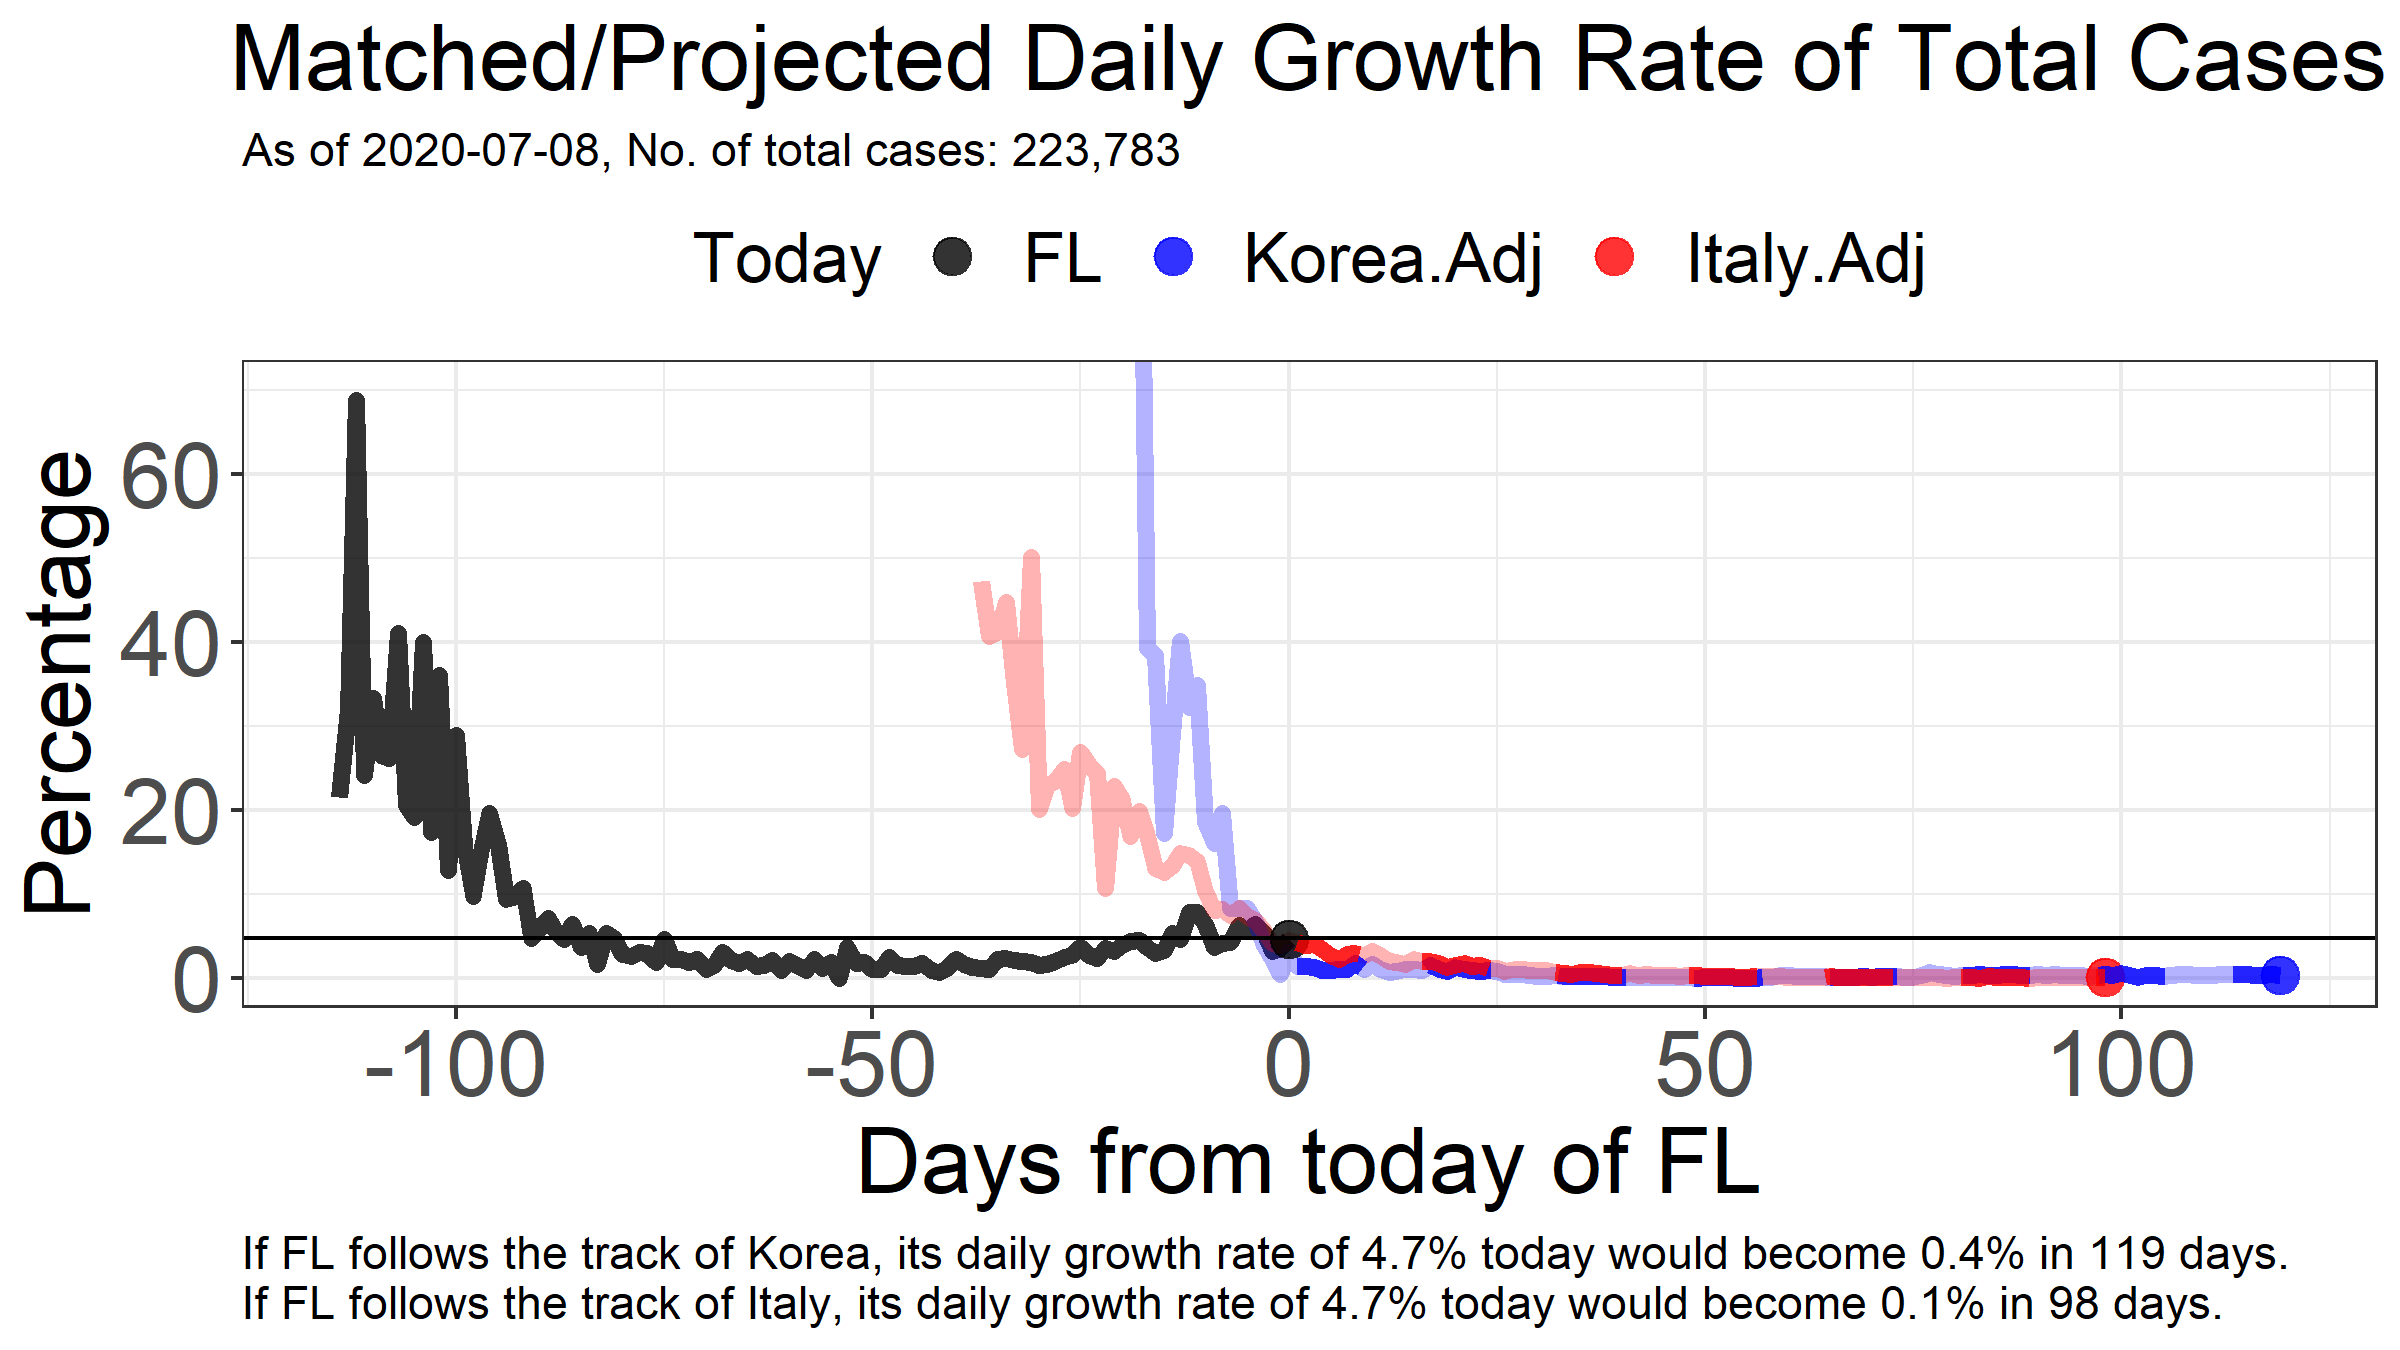 Matched/Projected Daily Growth Rate of Total Cases
As of 2020-07-08, No. of total cases: 223,783
Today FL Korea.Adj Italy.Adj
Percentage
60
40
20
0
-100 -50 0 50 100
Days from today of FL
If FL follows the track of Korea, its daily growth rate of 4.7% today would become 0.4% in 119 days.
If FL follows the track of Italy, its daily growth rate of 4.7% today would become 0.1% in 98 days.